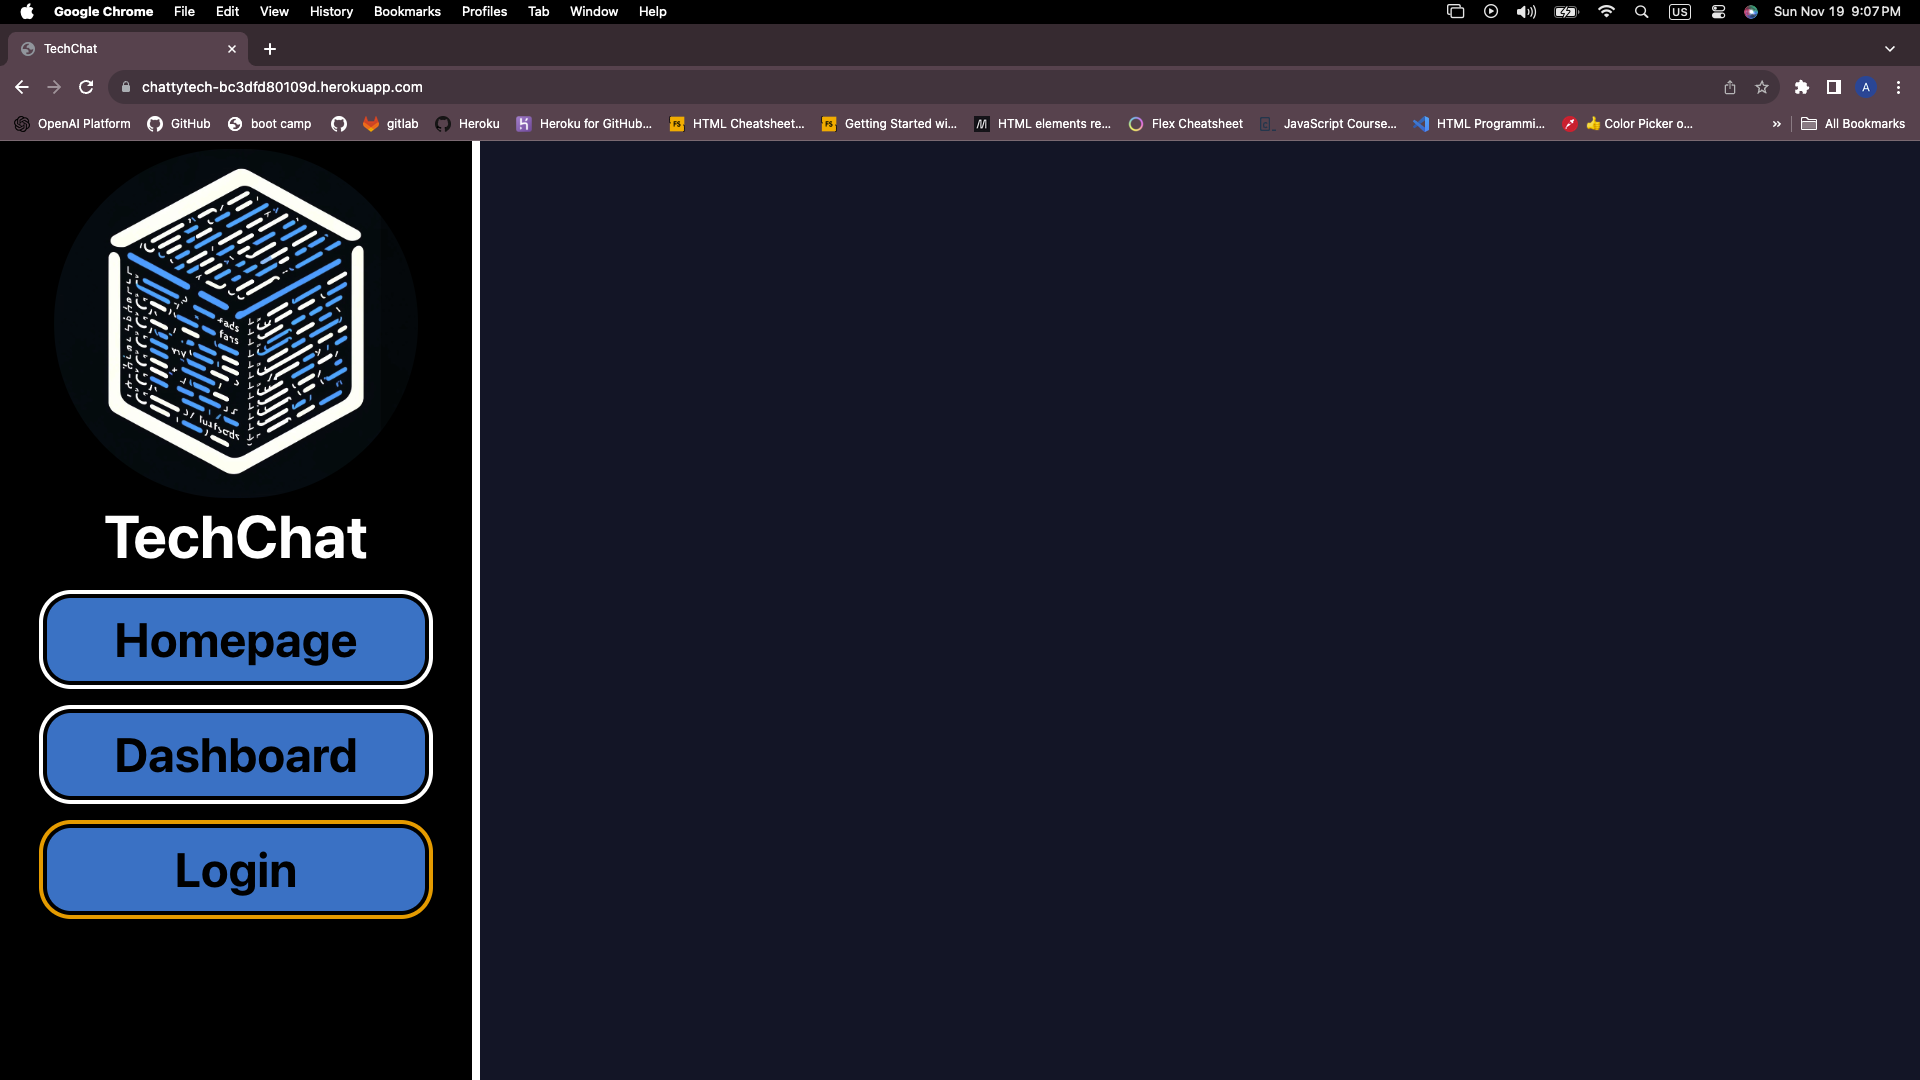 Google Chrome File Edit View History Bookmarks Profiles Tab Window Help US Sun Nov 19 9:07 PM
TechChat
chattytech-bc3dfd80109d.herokuapp.com A
OpenAI Platform GitHub boot camp gitlab Heroku Heroku for GitHub... HTML Cheatsheet... Getting Started wi... HTML elements re... Flex Cheatsheet JavaScript Course... HTML Programmi... 👍 Color Picker o... » All Bookmarks
TechChat
Homepage
Dashboard
Login